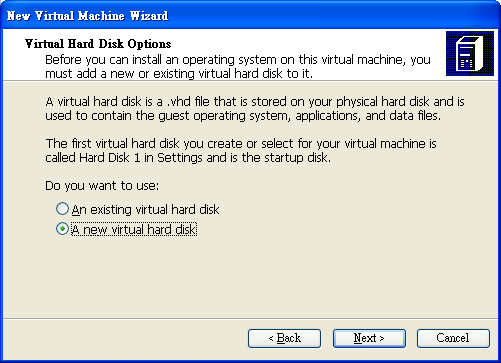 New Virtual Machine Wizard
Virtual Hard Disk Options
Before you can install an operating system on this virtual machine, you
must add a new or existing virtual hard disk to it.
A virtual hard disk is a .vhd file that is stored on your physical hard disk and is
used to contain the guest operating system, applications, and data files.
The first virtual hard disk you create or select for your virtual machine is
called Hard Disk 1 in Settings and is the startup disk.
Do you want to use:
An existing virtual hard disk
A new virtual hard disk
< Back
Next >
Cancel